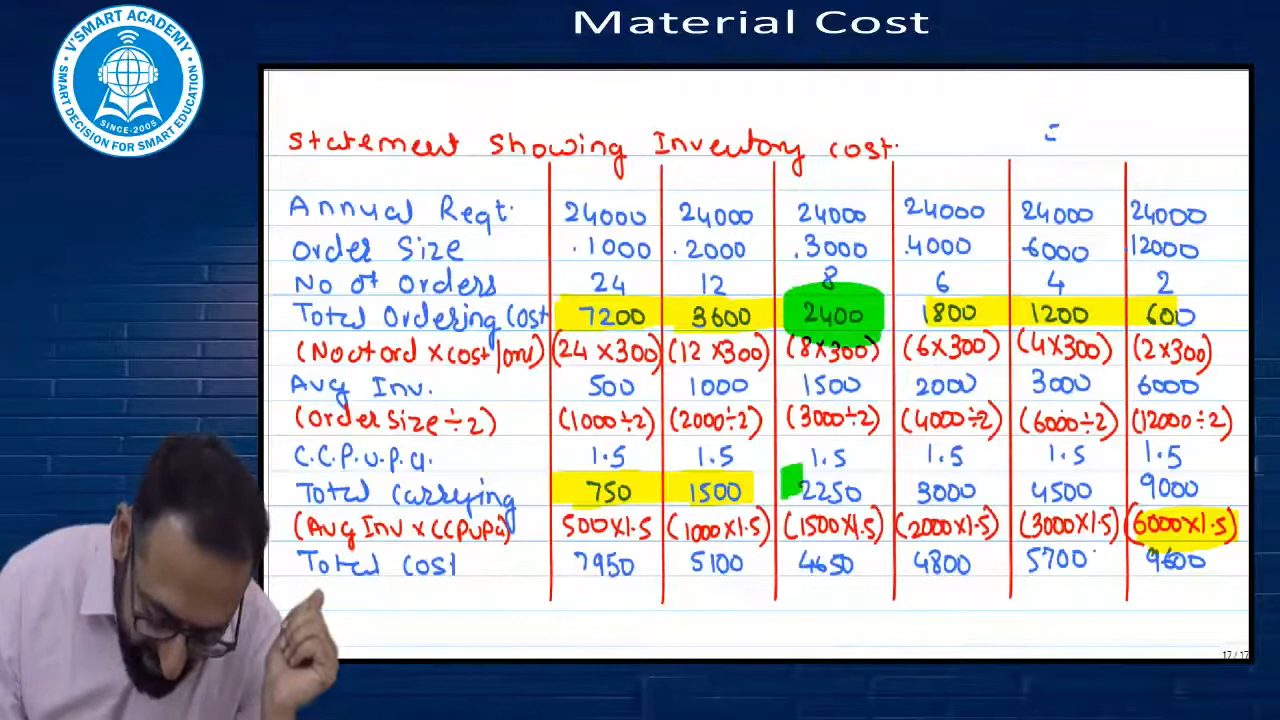 Material Cost
V'SMART ACADEMY
SMART DECISION FOR SMART EDUCATION
SINCE-2005
Statement Showing Inventory cost.
Annual Reqt. 24000 24000 24000 24000 24000 24000
Order Size .1000 .2000 .3000 .4000 6000 12000
No of Orders 24 12 8 6 4 2
Total Ordering Cost 7200 3600 2400 1800 1200 600
(No of ord x cost/ord) (24 x 300) (12 x 300) (8x300) (6x300) (4x300) (2x300)
Avg Inv. 500 1000 1500 2000 3000 6000
(Order Size ÷ 2) (1000÷2) (2000÷2) (3000÷2) (4000÷2) (6000÷2) (12000÷2)
C.C.P.U.P.a. 1.5 1.5 1.5 1.5 1.5 1.5
Total Carrying 750 1500 2250 3000 4500 9000
(Avg Inv x CCPUPa) 500x1.5 (1000x1.5) (1500x1.5) (2000x1.5) (3000x1.5) (6000x1.5)
Total Cost 7950 5100 4650 4800 5700 9600
17/17